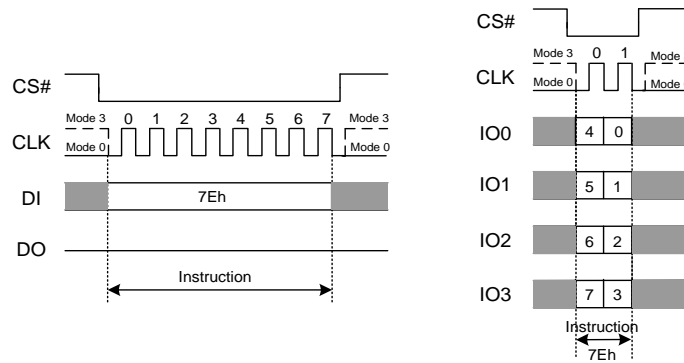 CS#
Mode 3 0 1 2 3 4 5 6 7 Mode 3
CLK Mode 0 Mode 0
DI 7Eh
DO
Instruction
CS#
Mode 3 0 1 Mode
CLK Mode 0 Mode
IO0 4 0
IO1 5 1
IO2 6 2
IO3 7 3
Instruction
7Eh